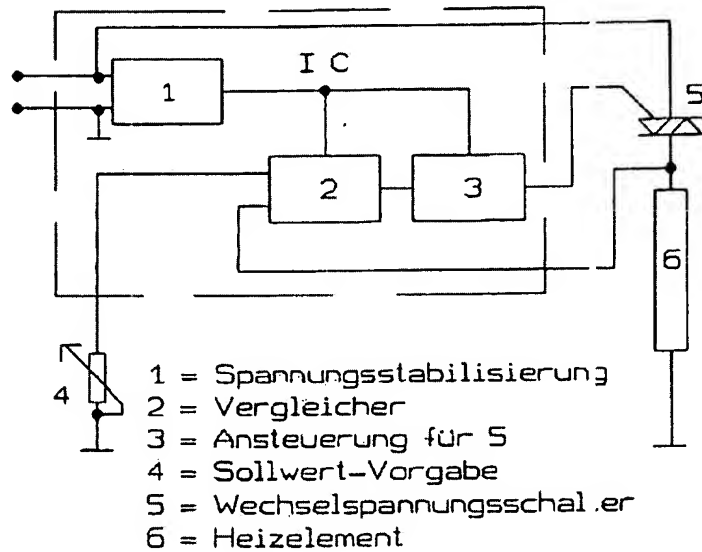 I C
1
5
2
3
6
4
1 = Spannungsstabilisierung
2 = Vergleicher
3 = Ansteuerung für 5
4 = Sollwert-Vorgabe
5 = Wechselspannungsschal.er
6 = Heizelement